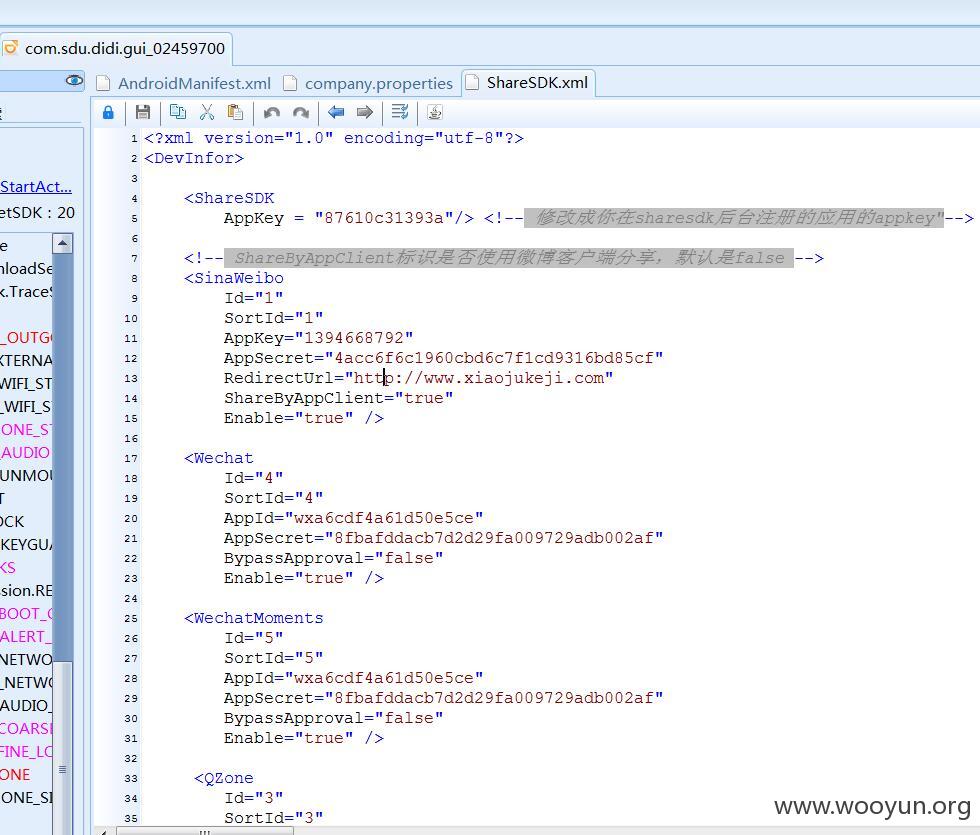 com.sdu.didi.gui_02459700
AndroidManifest.xml company.properties ShareSDK.xml
StartAct...
etSDK : 20
1 <?xml version="1.0" encoding="utf-8"?>
2 <DevInfor>
3
4 <ShareSDK
5 AppKey = "87610c31393a"/> <!-- 修改成你在sharesdk后台注册的应用的appkey"-->
6
7 <!-- ShareByAppClient标识是否使用微博客户端分享，默认是false -->
8 <SinaWeibo
9 Id="1"
10 SortId="1"
11 AppKey="1394668792"
12 AppSecret="4acc6f6c1960cbd6c7f1cd9316bd85cf"
13 RedirectUrl="http://www.xiaojukeji.com"
14 ShareByAppClient="true"
15 Enable="true" />
16
17 <Wechat
18 Id="4"
19 SortId="4"
20 AppId="wxa6cdf4a61d50e5ce"
21 AppSecret="8fbafddacb7d2d29fa009729adb002af"
22 BypassApproval="false"
23 Enable="true" />
24
25 <WechatMoments
26 Id="5"
27 SortId="5"
28 AppId="wxa6cdf4a61d50e5ce"
29 AppSecret="8fbafddacb7d2d29fa009729adb002af"
30 BypassApproval="false"
31 Enable="true" />
32
33 <QZone
34 Id="3"
35 SortId="3"
e
nloadSe
k.TraceS
_OUTGO
XTERNA
WIFI_ST
_WIFI_S
ONE_ST
_AUDIO
UNMOU
T
OCK
KEYGUA
KS
sion.RE
BOOT_C
ALERT_
NETWO
_NETWO
AUDIO_
COARSE
FINE_LO
ONE
ONE_SI
www.wooyun.org